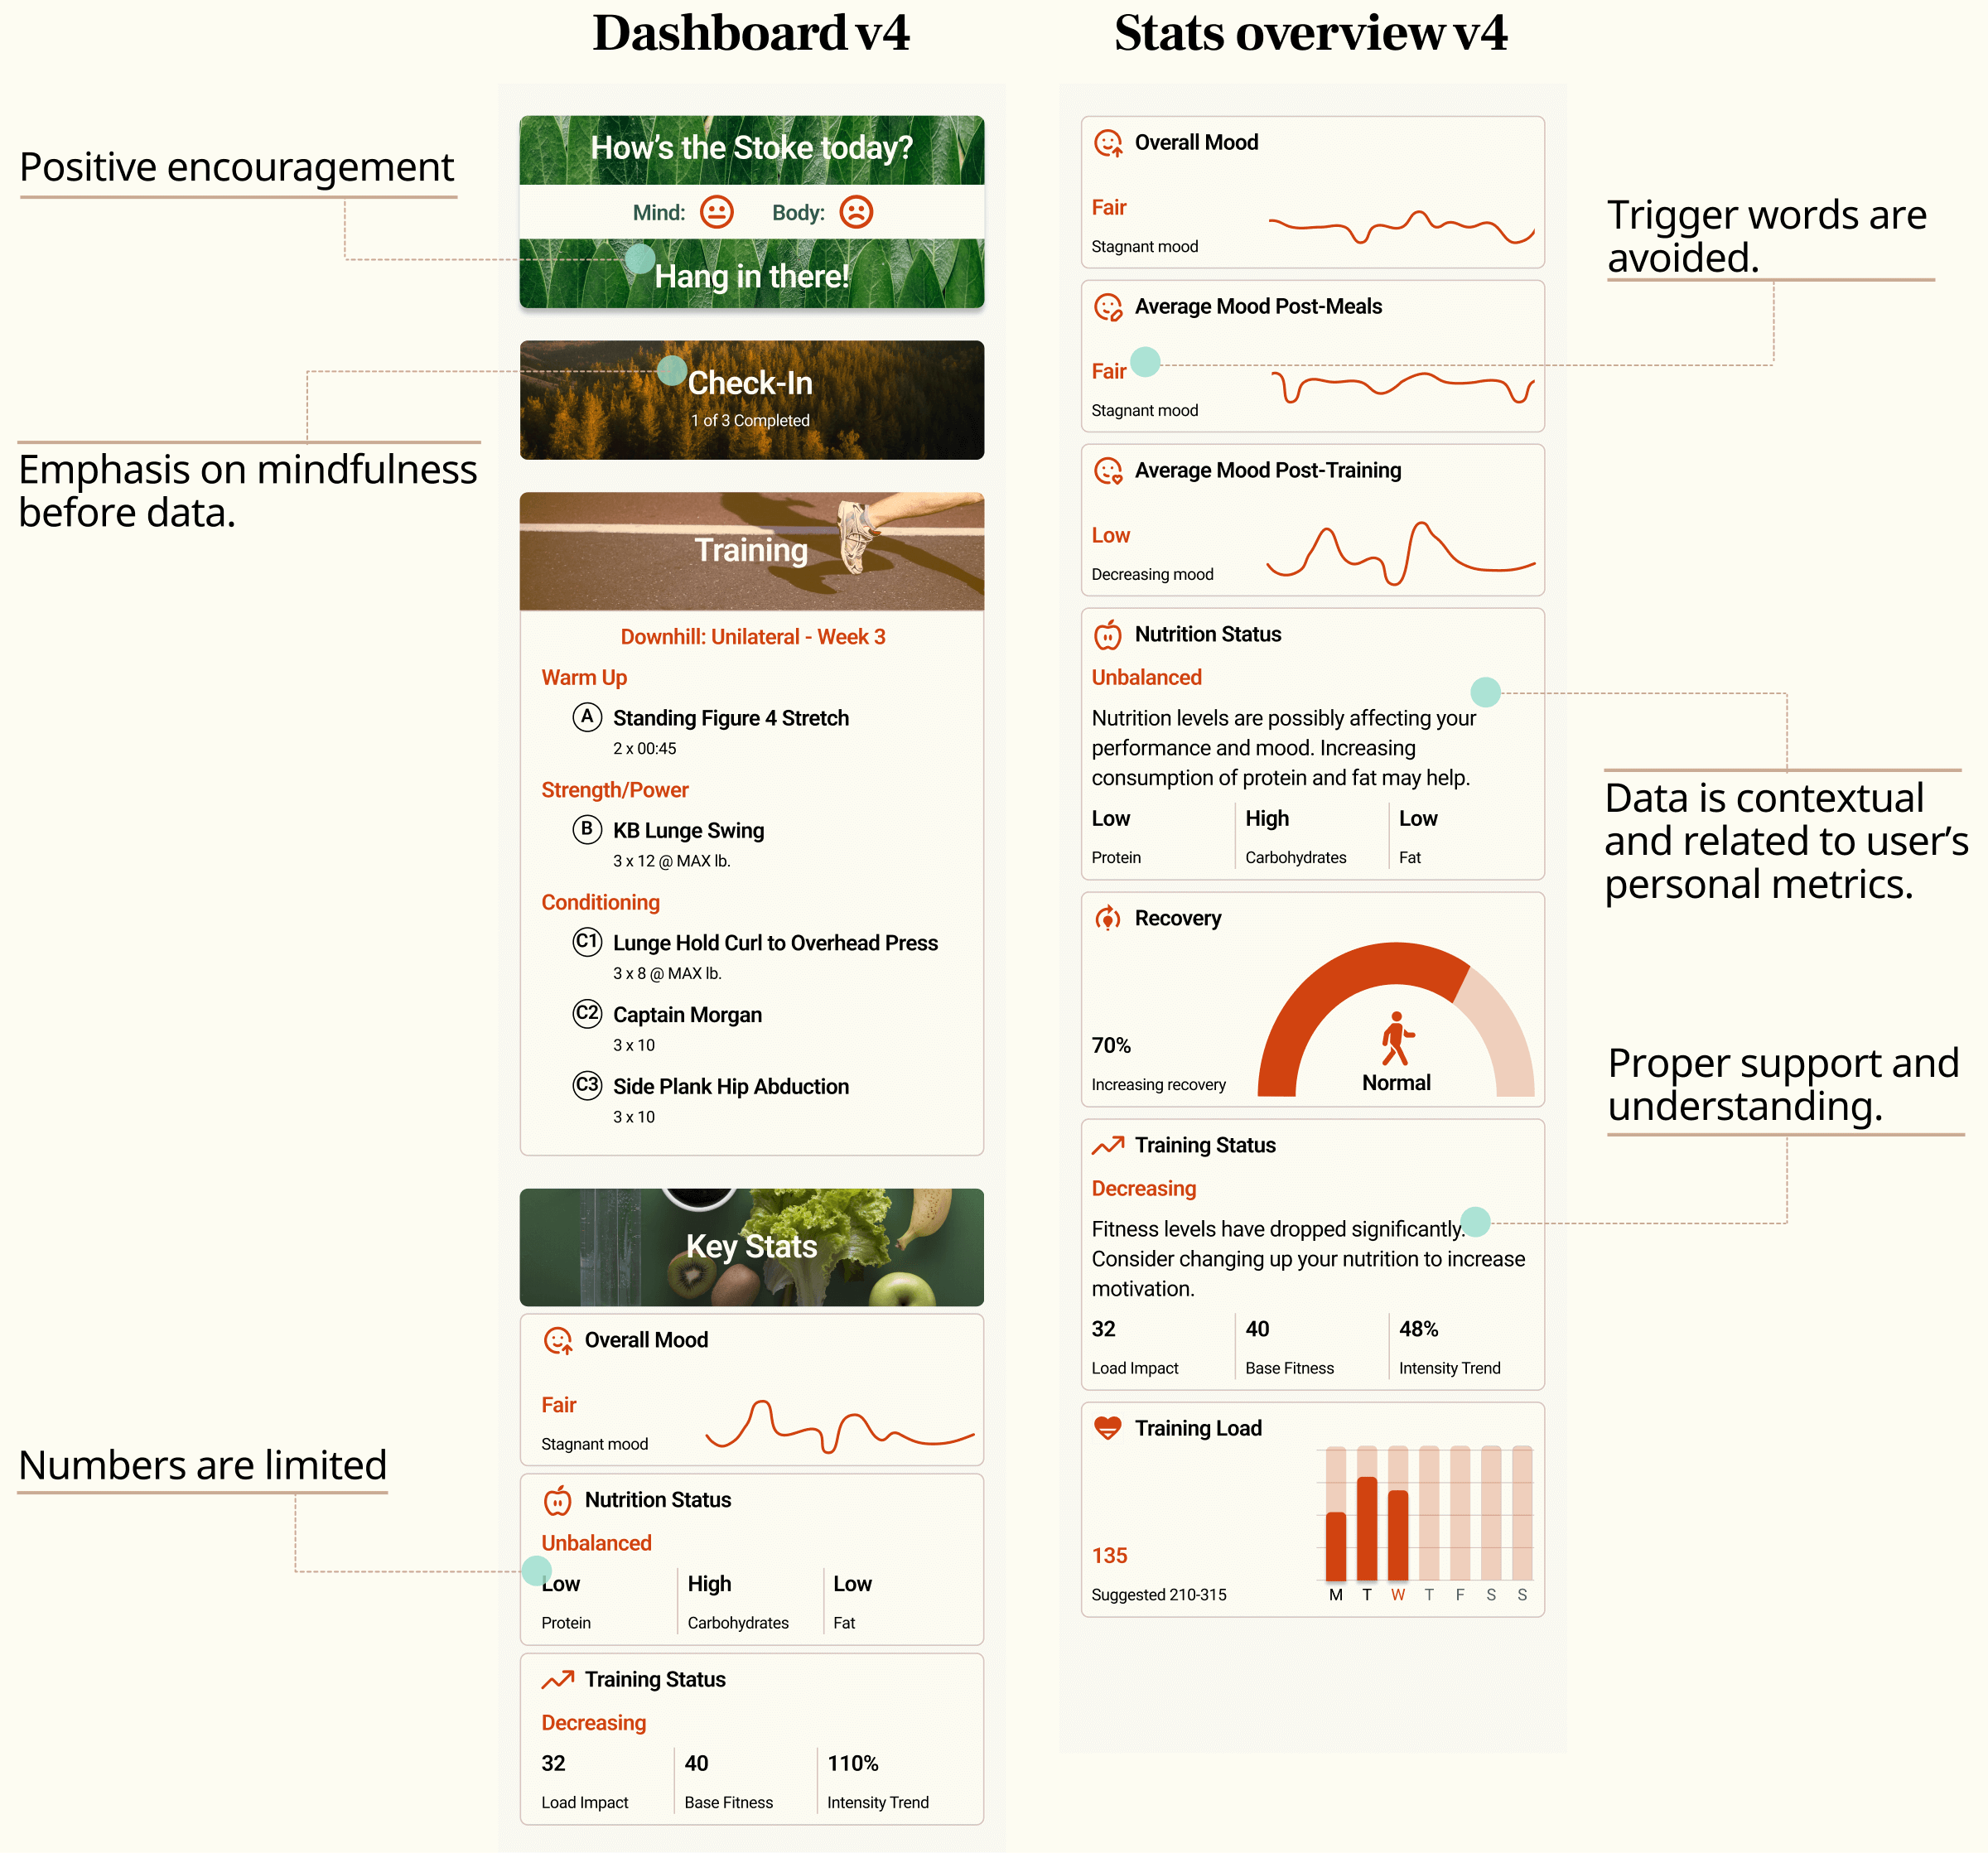 Dashboard v4
Stats overview v4
Positive encouragement
Emphasis on mindfulness
before data.
Numbers are limited
How's the Stoke today?
Mind:
Body:
Hang in there!
Check-In
1 of 3 Completed
Training
Downhill: Unilateral - Week 3
Warm Up
A
Standing Figure 4 Stretch
2 x 00:45
Strength/Power
B
KB Lunge Swing
3 x 12 @ MAX lb.
Conditioning
C1
Lunge Hold Curl to Overhead Press
3 x 8 @ MAX lb.
C2
Captain Morgan
3 x 10
C3
Side Plank Hip Abduction
3 x 10
Key Stats
Overall Mood
Fair
Stagnant mood
Nutrition Status
Unbalanced
Low
High
Low
Protein
Carbohydrates
Fat
Training Status
Decreasing
32
40
110%
Load Impact
Base Fitness
Intensity Trend
Overall Mood
Fair
Stagnant mood
Average Mood Post-Meals
Fair
Stagnant mood
Average Mood Post-Training
Low
Decreasing mood
Nutrition Status
Unbalanced
Nutrition levels are possibly affecting your
performance and mood. Increasing
consumption of protein and fat may help.
Low
High
Low
Protein
Carbohydrates
Fat
Recovery
70%
Increasing recovery
Normal
Training Status
Decreasing
Fitness levels have dropped significantly.
Consider changing up your nutrition to increase
motivation.
32
40
48%
Load Impact
Base Fitness
Intensity Trend
Training Load
135
Suggested 210-315
M T W T F S S
Trigger words are
avoided.
Data is contextual
and related to user's
personal metrics.
Proper support and
understanding.